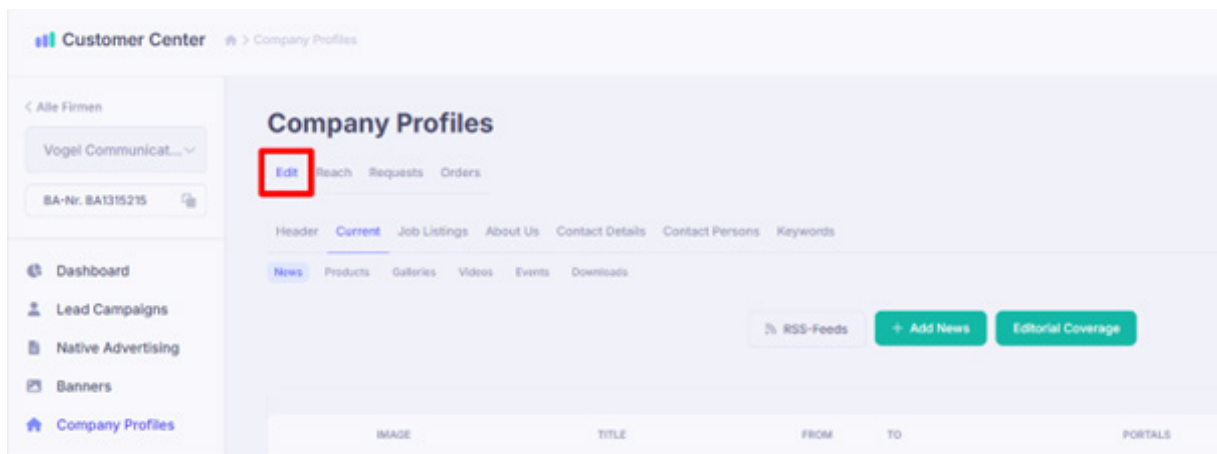 Customer Center > Company Profiles
< Alle Firmen
Vogel Communicat...
BA-Nr. BA1315215
Dashboard
Lead Campaigns
Native Advertising
Banners
Company Profiles
Company Profiles
Edit Reach Requests Orders
Header Current Job Listings About Us Contact Details Contact Persons Keywords
News Products Galleries Videos Events Downloads
RSS-Feeds + Add News Editorial Coverage
IMAGE TITLE FROM TO PORTALS